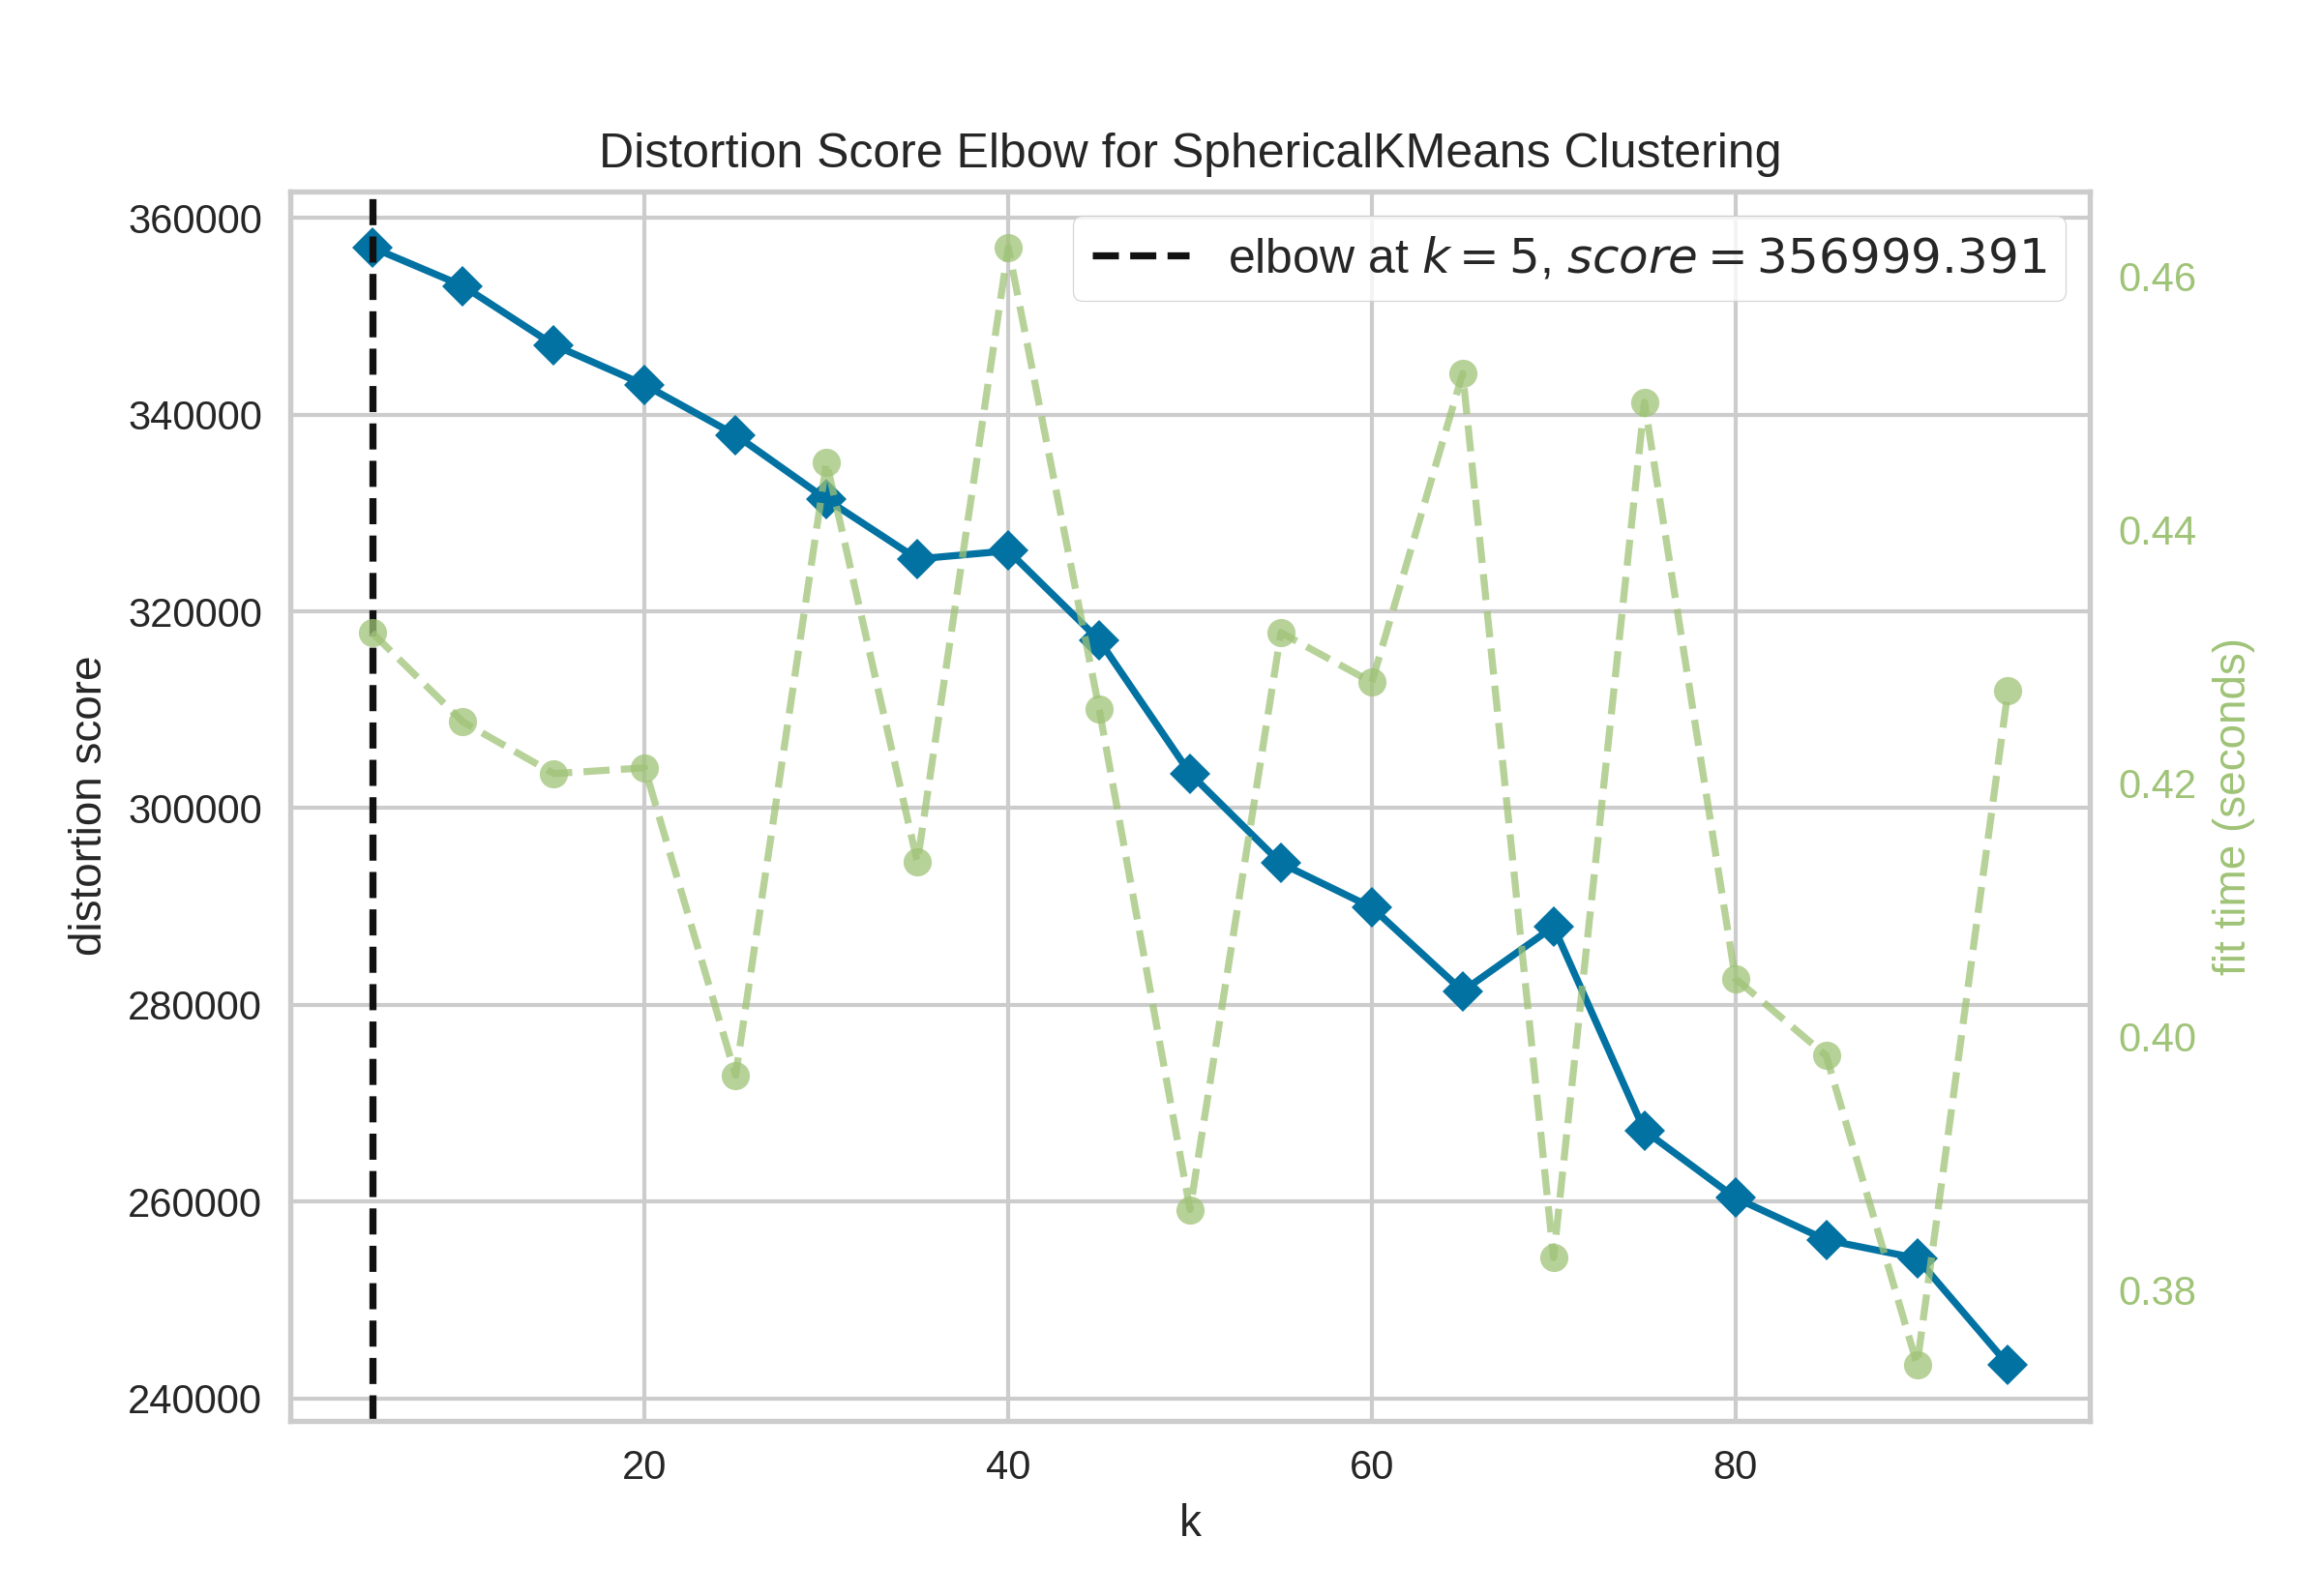 Distortion Score Elbow for SphericalKMeans Clustering
elbow at k = 5, score = 356999.391
distortion score
360000
340000
320000
300000
280000
260000
240000
20 40 60 80
k
0.46
0.44
0.42
0.40
0.38
fit time (seconds)